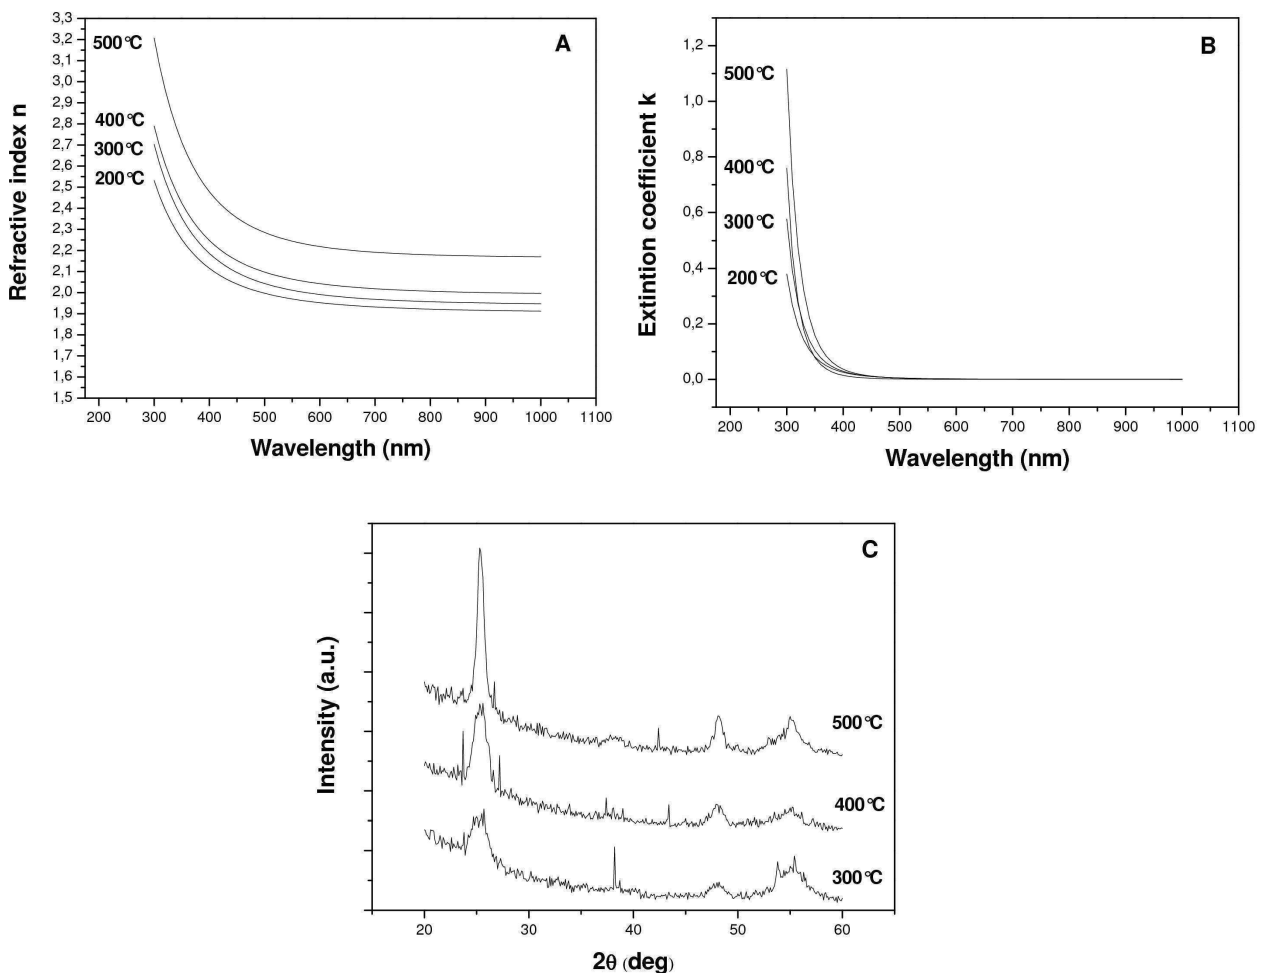 A
Refractive index n
3,3
3,2
3,1
3,0
2,9
2,8
2,7
2,6
2,5
2,4
2,3
2,2
2,1
2,0
1,9
1,8
1,7
1,6
1,5
500°C
400°C
300°C
200°C
200 300 400 500 600 700 800 900 1000 1100
Wavelength (nm)
B
Extintion coefficient k
1,2
1,0
0,8
0,6
0,4
0,2
0,0
500°C
400°C
300°C
200°C
200 300 400 500 600 700 800 900 1000 1100
Wavelength (nm)
C
Intensity (a.u.)
500°C
400°C
300°C
20 30 40 50 60
2θ (deg)